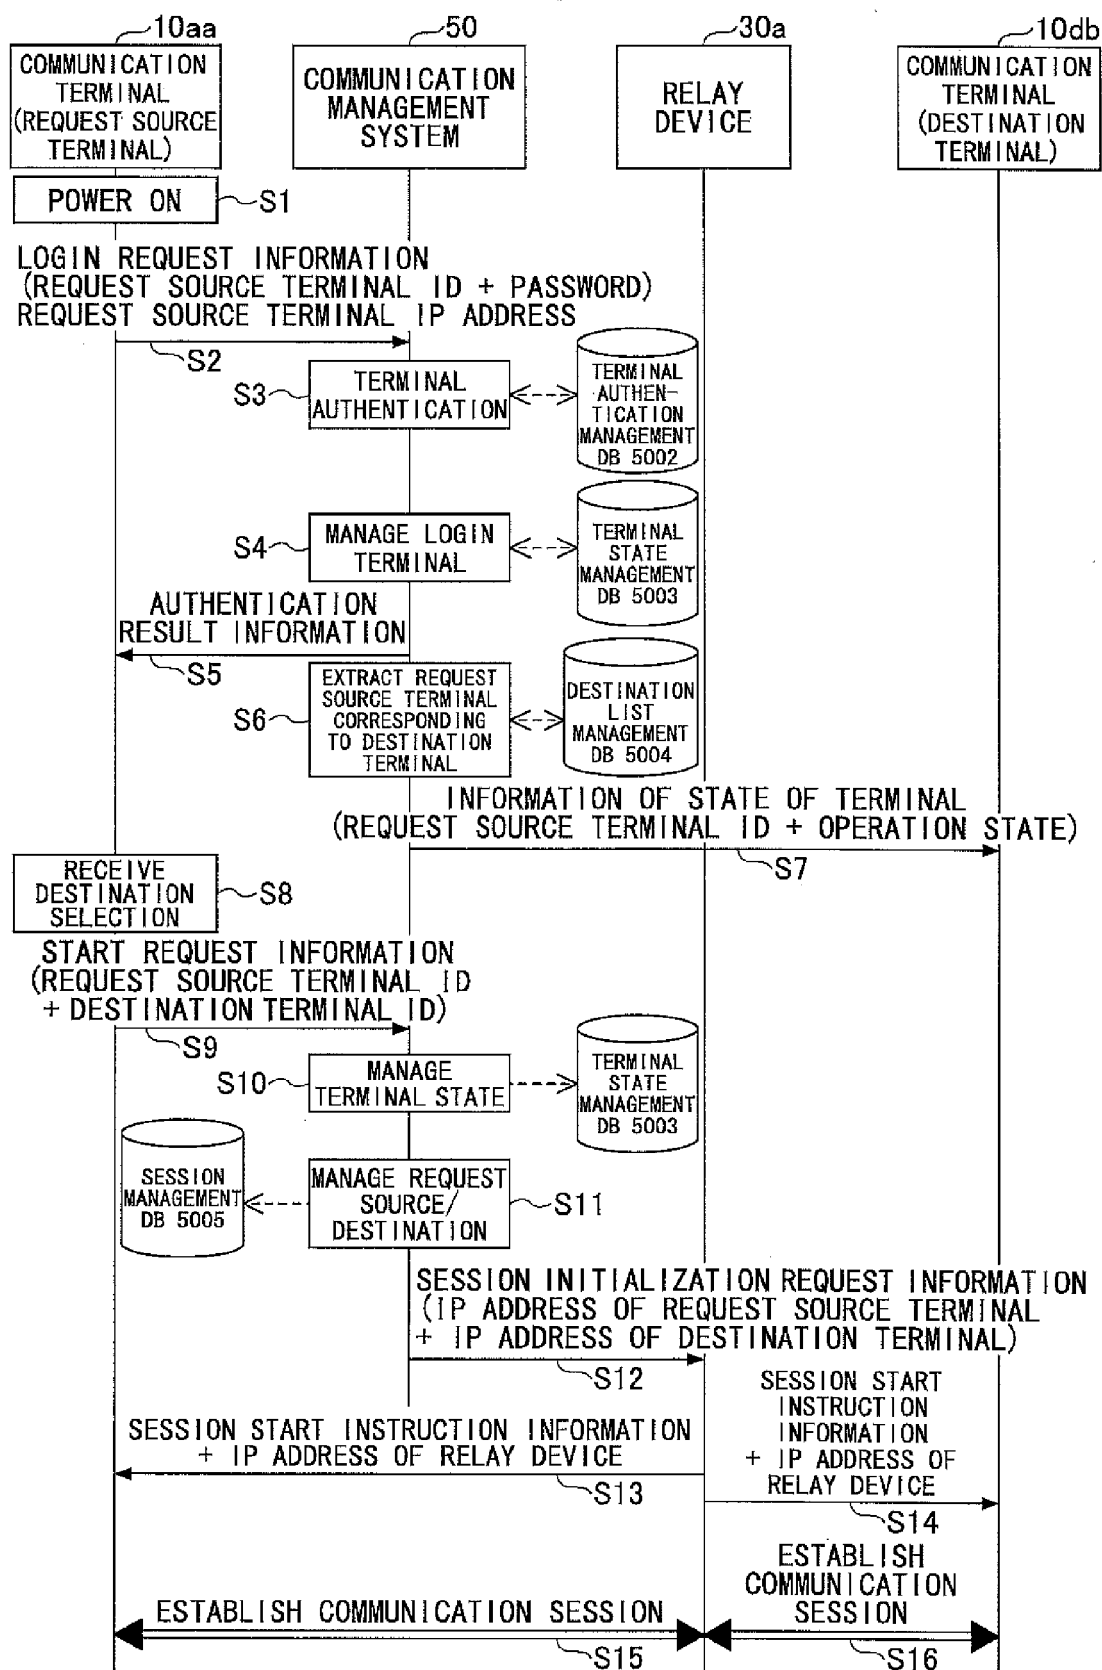 10aa
50
30a
10db
COMMUNICATION
TERMINAL
(REQUEST SOURCE
TERMINAL)
COMMUNICATION
MANAGEMENT
SYSTEM
RELAY
DEVICE
COMMUNICATION
TERMINAL
(DESTINATION
TERMINAL)
POWER ON
S1
LOGIN REQUEST INFORMATION
(REQUEST SOURCE TERMINAL ID + PASSWORD)
REQUEST SOURCE TERMINAL IP ADDRESS
S2
S3
TERMINAL
AUTHENTICATION
TERMINAL
AUTHEN-
TICATION
MANAGEMENT
DB 5002
S4
MANAGE LOGIN
TERMINAL
TERMINAL
STATE
MANAGEMENT
DB 5003
AUTHENTICATION
RESULT INFORMATION
S5
S6
EXTRACT REQUEST
SOURCE TERMINAL
CORRESPONDING
TO DESTINATION
TERMINAL
DESTINATION
LIST
MANAGEMENT
DB 5004
INFORMATION OF STATE OF TERMINAL
(REQUEST SOURCE TERMINAL ID + OPERATION STATE)
S7
RECEIVE
DESTINATION
SELECTION
S8
START REQUEST INFORMATION
(REQUEST SOURCE TERMINAL ID
+ DESTINATION TERMINAL ID)
S9
S10
MANAGE
TERMINAL STATE
TERMINAL
STATE
MANAGEMENT
DB 5003
SESSION
MANAGEMENT
DB 5005
MANAGE REQUEST
SOURCE/
DESTINATION
S11
SESSION INITIALIZATION REQUEST INFORMATION
(IP ADDRESS OF REQUEST SOURCE TERMINAL
+ IP ADDRESS OF DESTINATION TERMINAL)
S12
SESSION START INSTRUCTION INFORMATION
+ IP ADDRESS OF RELAY DEVICE
S13
SESSION START
INSTRUCTION
INFORMATION
+ IP ADDRESS OF
RELAY DEVICE
S14
ESTABLISH COMMUNICATION SESSION
S15
ESTABLISH
COMMUNICATION
SESSION
S16